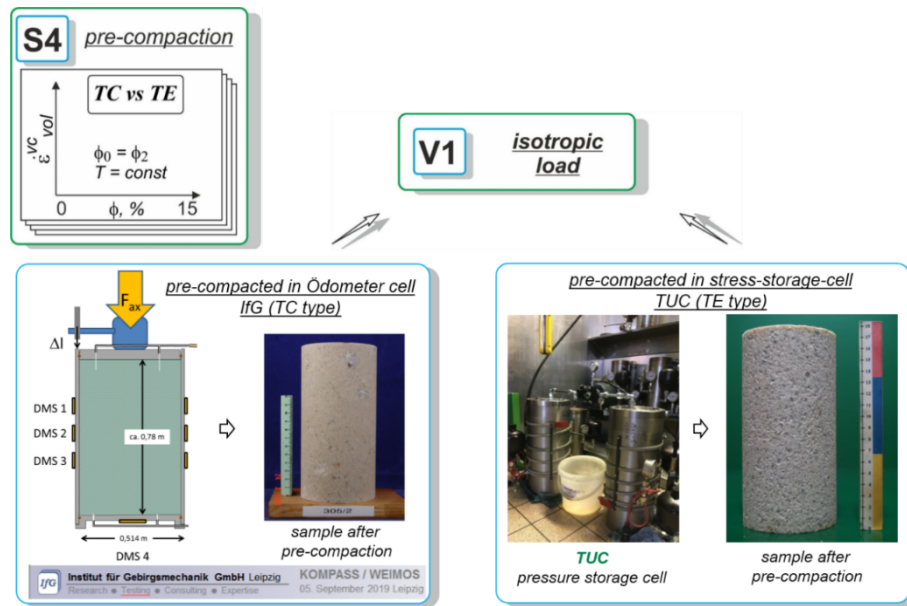 S4 pre-compaction
TC vs TE
ε̇ vc vol
ϕ₀ = ϕ₂
T = const
0 ϕ, % 15
V1 isotropic
load
pre-compacted in Ödometer cell
IfG (TC type)
F ax
Δl
DMS 1
DMS 2
DMS 3
ca. 0,78 m
0,514 m
DMS 4
305/2
sample after
pre-compaction
IfG Institut für Gebirgsmechanik GmbH Leipzig
Research ● Testing ● Consulting ● Expertise
KOMPASS / WEIMOS
05. September 2019 Leipzig
pre-compacted in stress-storage-cell
TUC (TE type)
TUC
pressure storage cell
sample after
pre-compaction